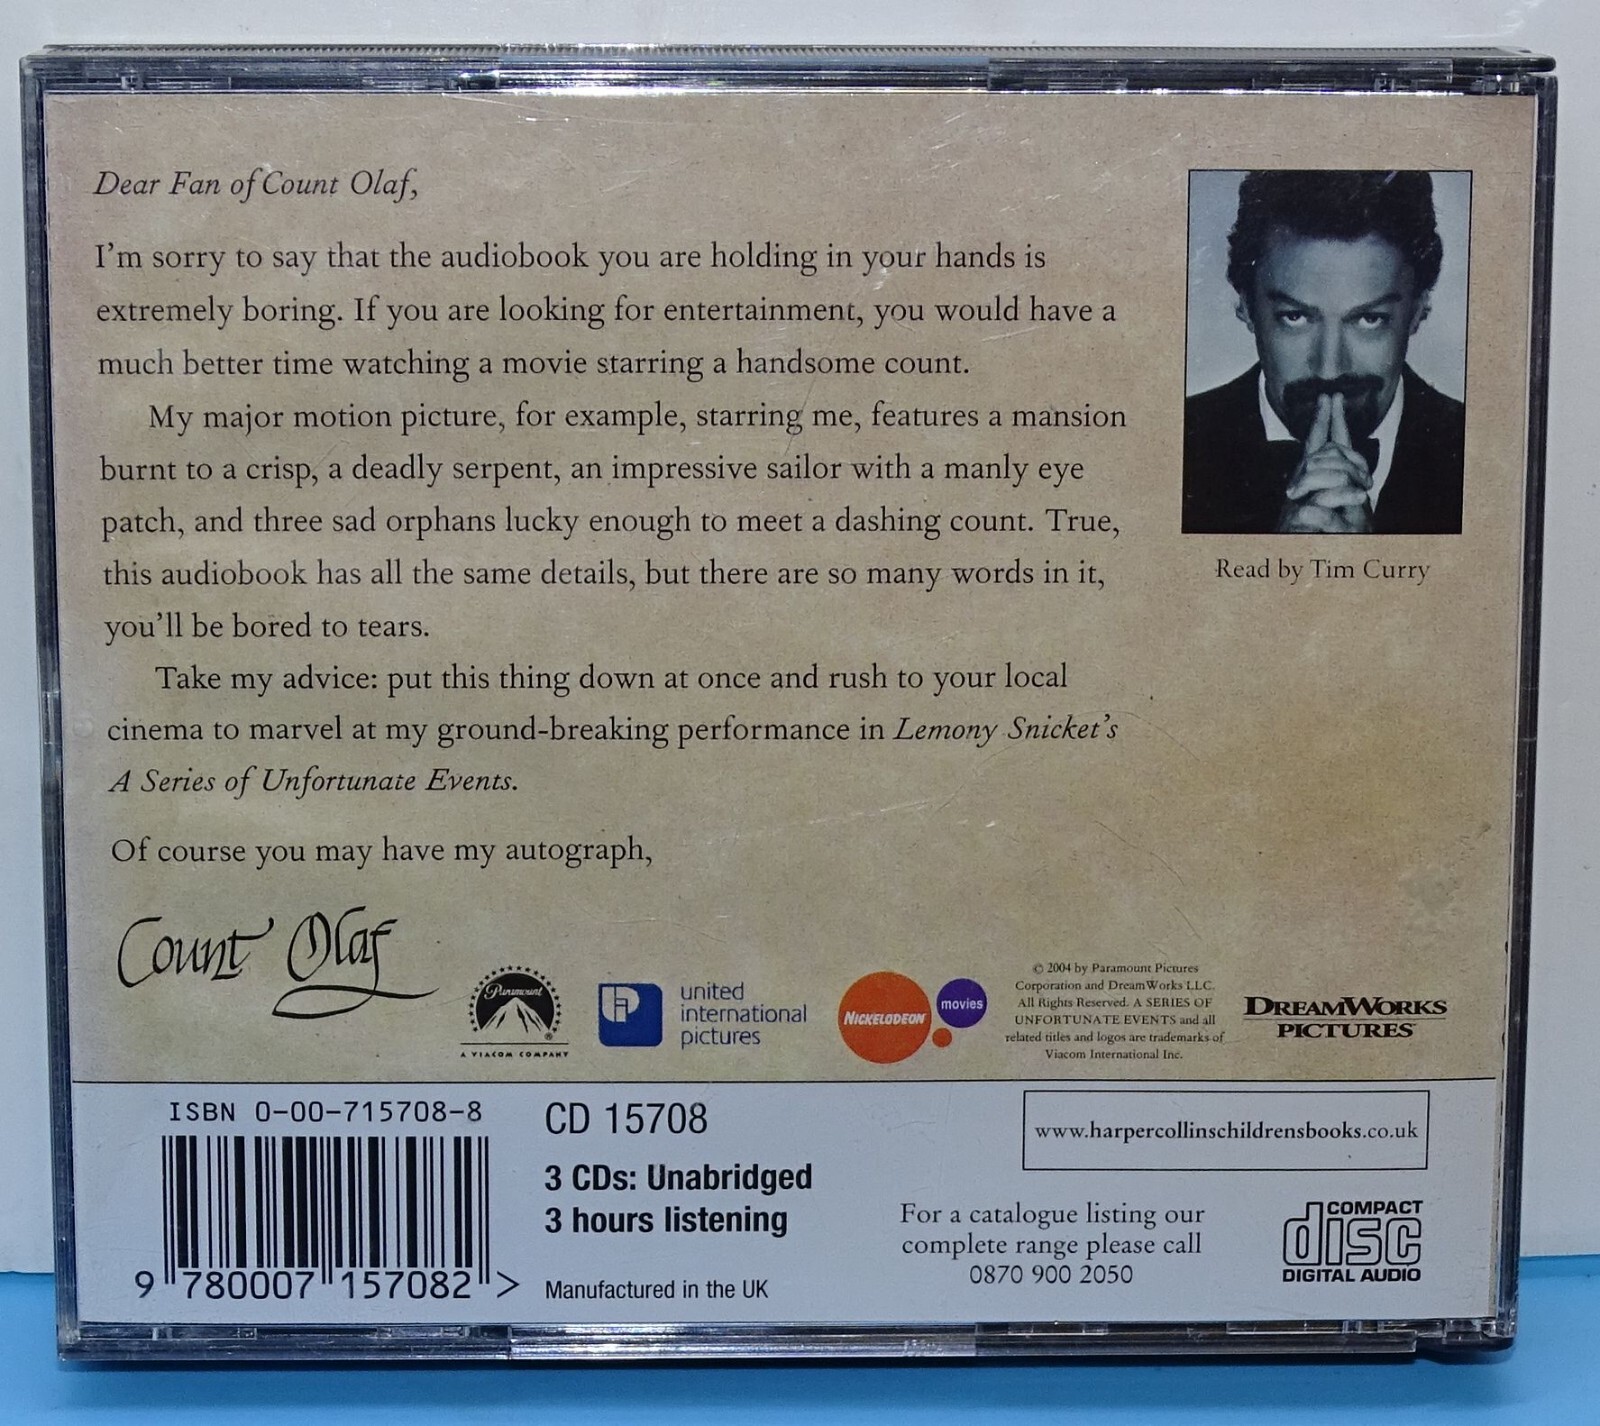 Dear Fan of Count Olaf,
I'm sorry to say that the audiobook you are holding in your hands is
extremely boring. If you are looking for entertainment, you would have a
much better time watching a movie starring a handsome count.
My major motion picture, for example, starring me, features a mansion
burnt to a crisp, a deadly serpent, an impressive sailor with a manly eye
patch, and three sad orphans lucky enough to meet a dashing count. True,
this audiobook has all the same details, but there are so many words in it,
you'll be bored to tears.
Take my advice: put this thing down at once and rush to your local
cinema to marvel at my ground-breaking performance in Lemony Snicket's
A Series of Unfortunate Events.
Of course you may have my autograph,
Count Olaf
Read by Tim Curry
Paramount
®
A VIACOM COMPANY
united
international
pictures
NICKELODEON
movies
© 2004 by Paramount Pictures
Corporation and DreamWorks LLC.
All Rights Reserved. A SERIES OF
UNFORTUNATE EVENTS and all
related titles and logos are trademarks of
Viacom International Inc.
DREAMWORKS
PICTURES
ISBN 0-00-715708-8
9 780007 157082 >
CD 15708
3 CDs: Unabridged
3 hours listening
Manufactured in the UK
www.harpercollinschildrensbooks.co.uk
For a catalogue listing our
complete range please call
0870 900 2050
COMPACT
disc
DIGITAL AUDIO